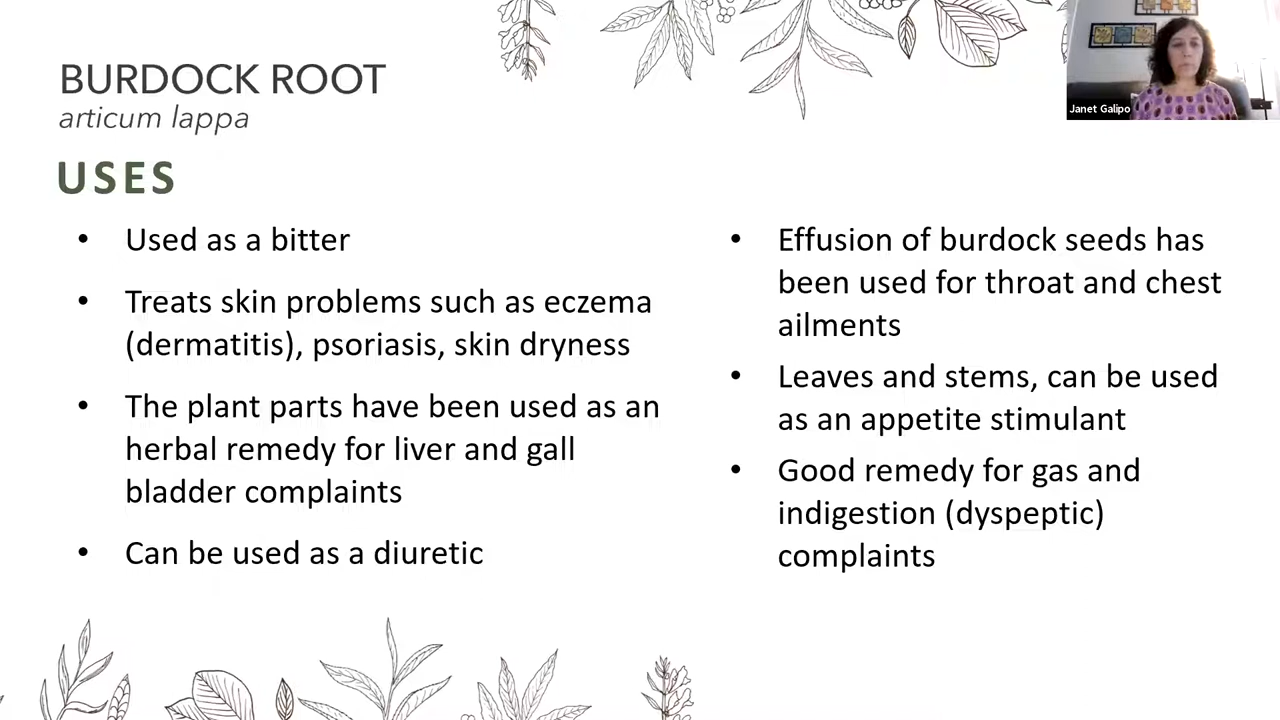 BURDOCK ROOT
articum lappa
USES
• Used as a bitter
• Treats skin problems such as eczema
(dermatitis), psoriasis, skin dryness
• The plant parts have been used as an
herbal remedy for liver and gall
bladder complaints
• Can be used as a diuretic
• Effusion of burdock seeds has
been used for throat and chest
ailments
• Leaves and stems, can be used
as an appetite stimulant
• Good remedy for gas and
indigestion (dyspeptic)
complaints
Janet Galipo